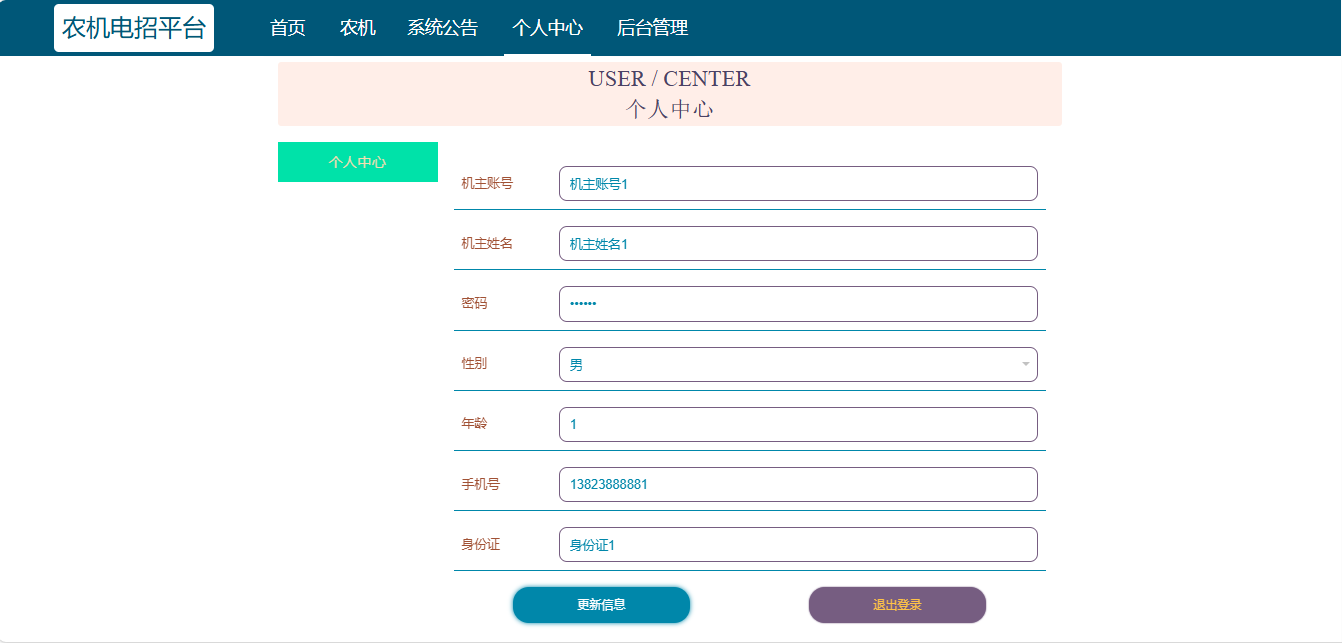 农机电招平台 首页 农机 系统公告 个人中心 后台管理
USER / CENTER
个人中心
个人中心
机主账号 机主账号1
机主姓名 机主姓名1
密码 ••••••
性别 男
年龄 1
手机号 13823888881
身份证 身份证1
更新信息 退出登录